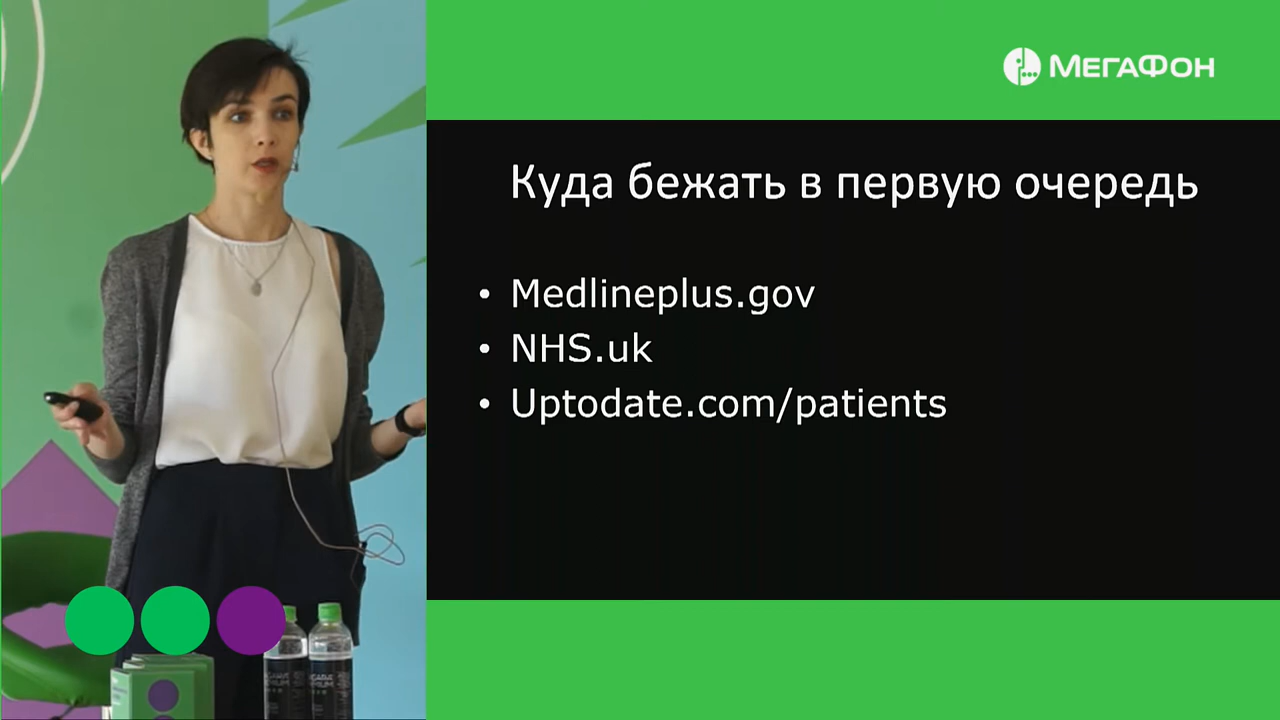 МЕГАФОН
Куда бежать в первую очередь
• Medlineplus.gov
• NHS.uk
• Uptodate.com/patients